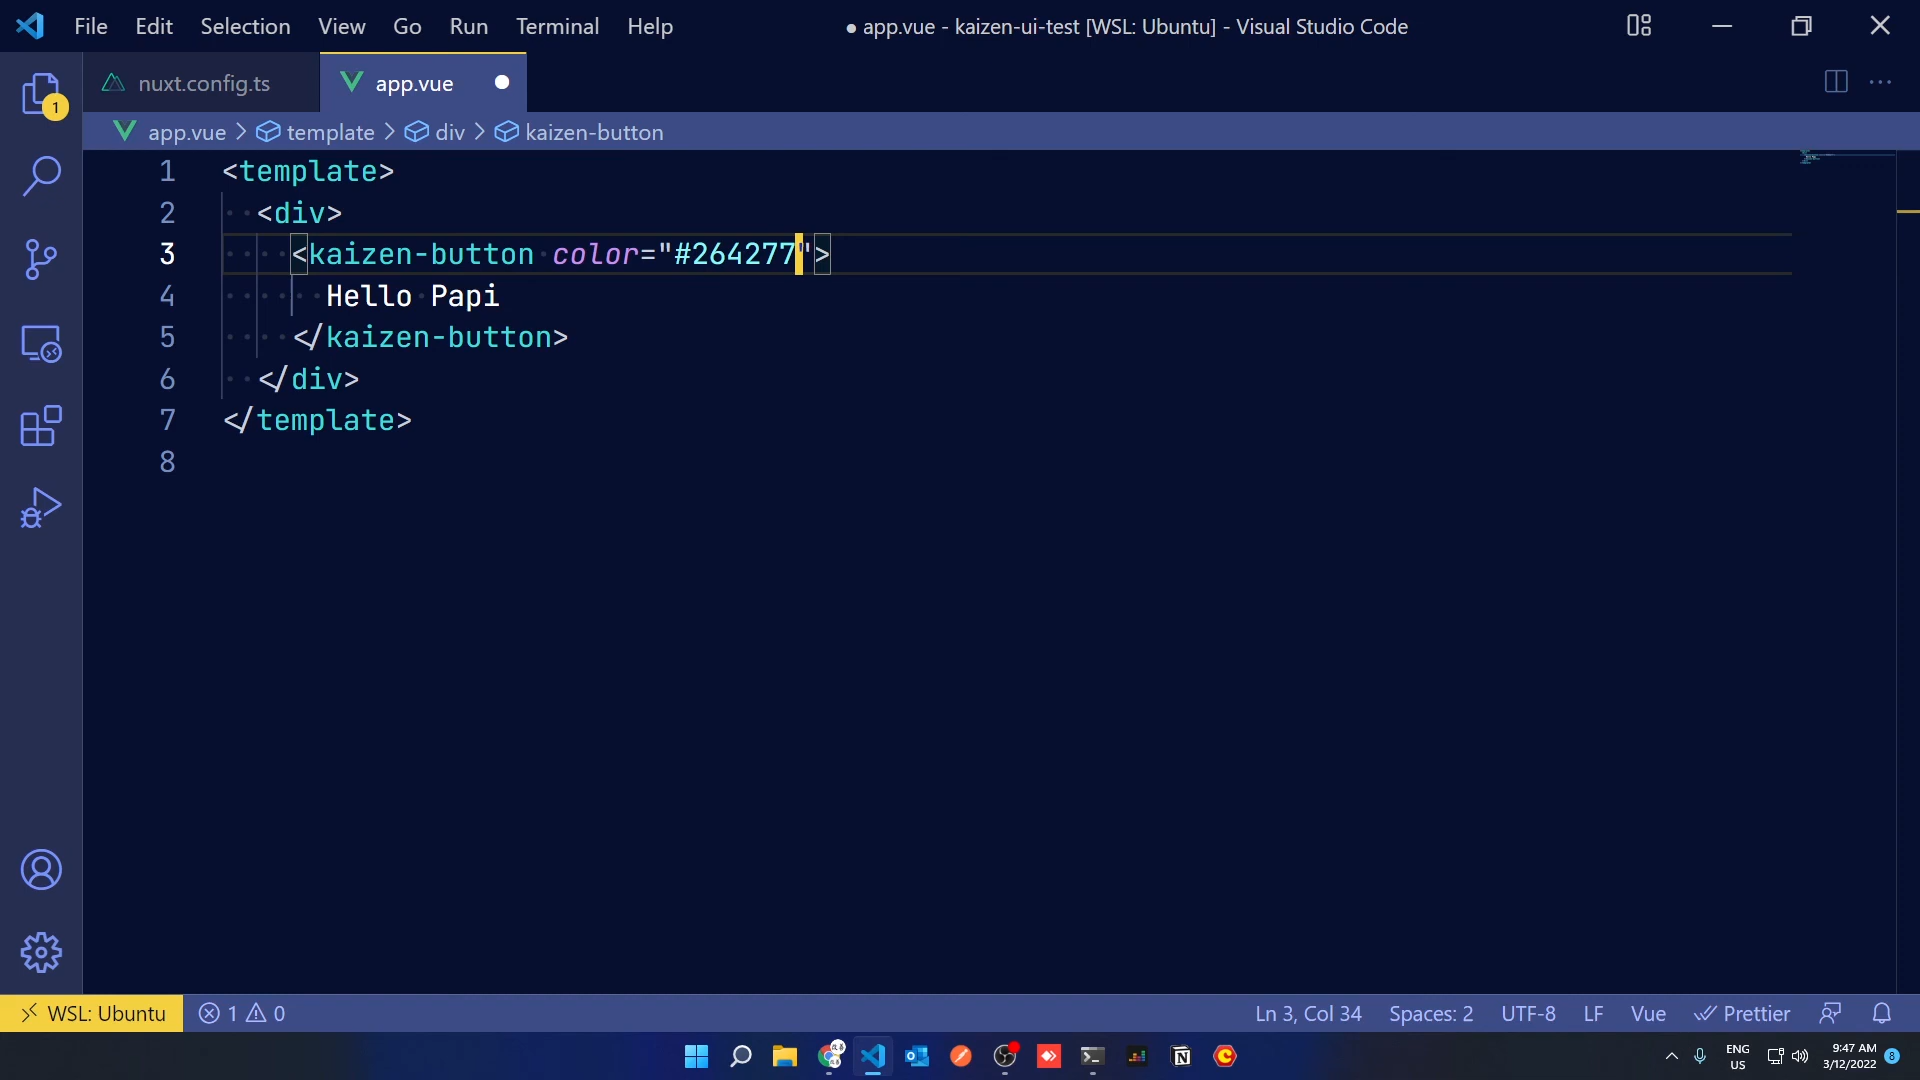 File Edit Selection View Go Run Terminal Help
● app.vue - kaizen-ui-test [WSL: Ubuntu] - Visual Studio Code
nuxt.config.ts
app.vue
1
app.vue > template > div > kaizen-button
1 <template>
2 <div>
3 <kaizen-button color="#264277">
4 Hello Papi
5 </kaizen-button>
6 </div>
7 </template>
8
WSL: Ubuntu 1 0
Ln 3, Col 34 Spaces: 2 UTF-8 LF Vue Prettier
ENG
US
9:47 AM
3/12/2022
8